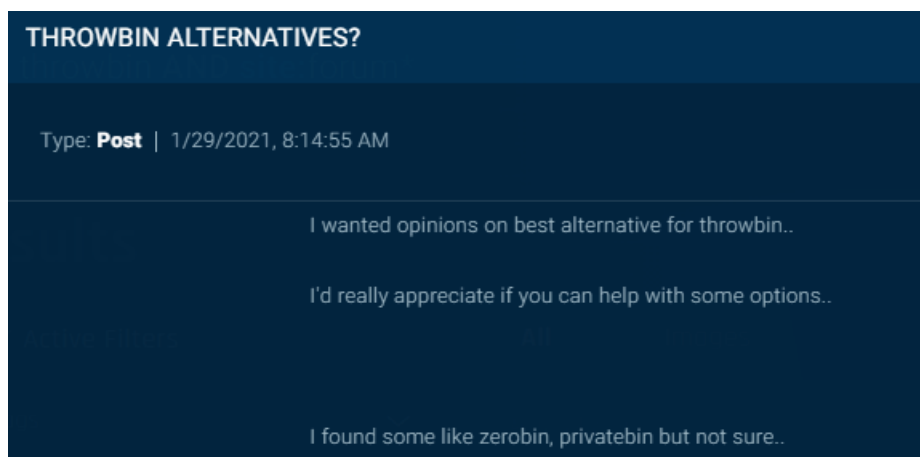 THROWBIN ALTERNATIVES?
Type: Post | 1/29/2021, 8:14:55 AM
I wanted opinions on best alternative for throwbin..
I'd really appreciate if you can help with some options..
I found some like zerobin, privatebin but not sure..